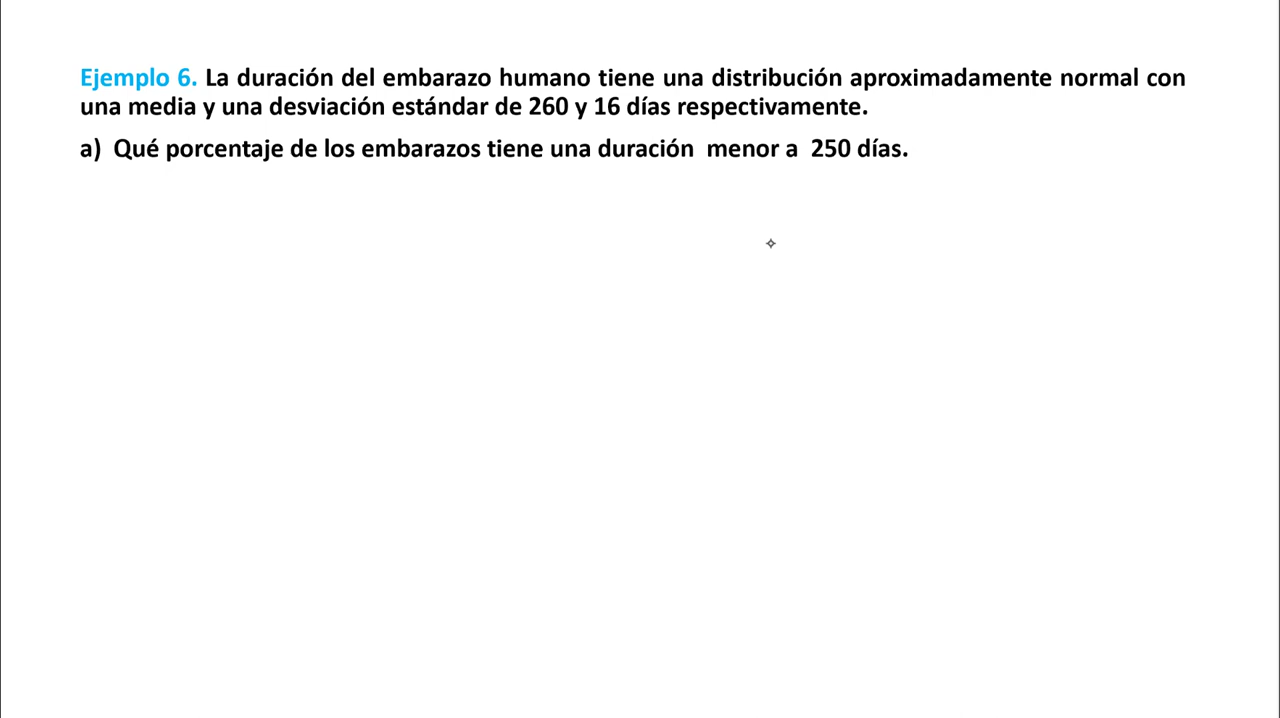 Ejemplo 6. La duración del embarazo humano tiene una distribución aproximadamente normal con
una media y una desviación estándar de 260 y 16 días respectivamente.
a) Qué porcentaje de los embarazos tiene una duración menor a 250 días.